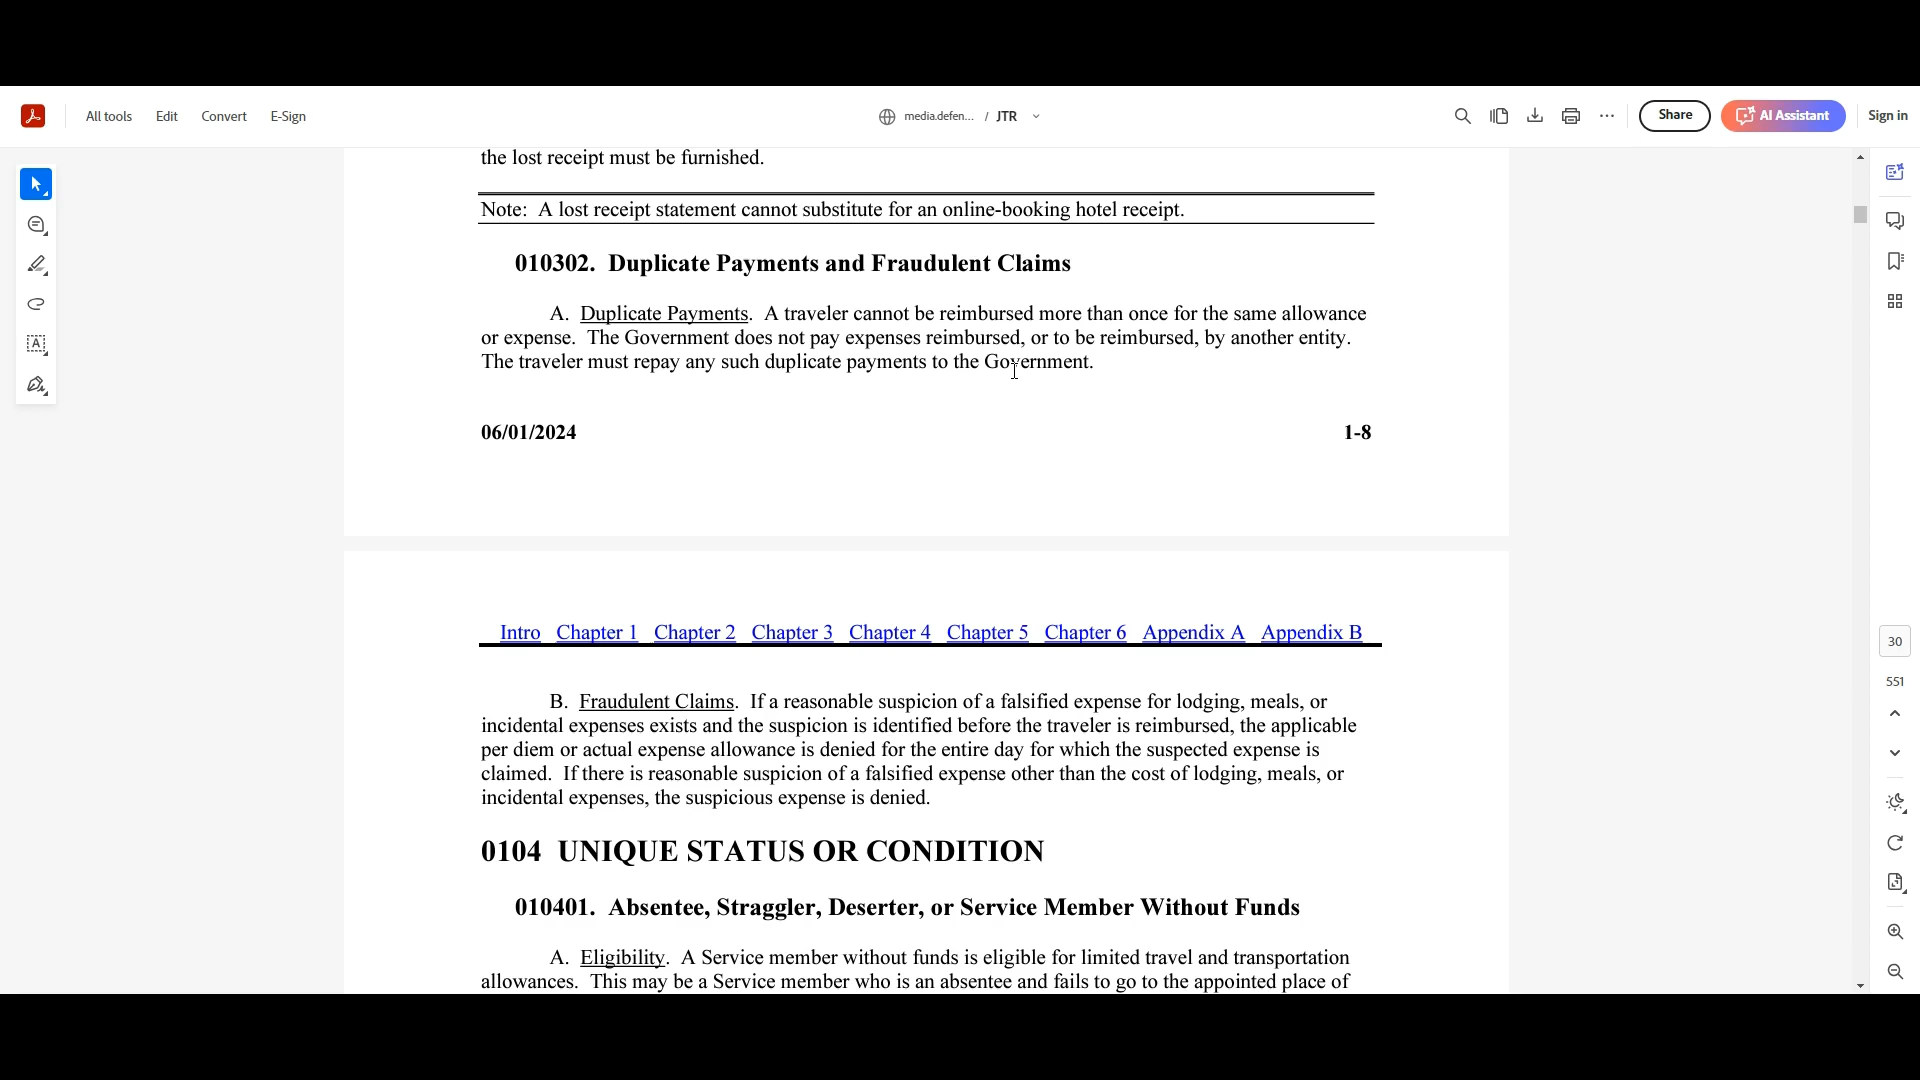 All tools Edit Convert E-Sign media.defen... / JTR Share AI Assistant Sign in
the lost receipt must be furnished.
Note: A lost receipt statement cannot substitute for an online-booking hotel receipt.
010302. Duplicate Payments and Fraudulent Claims
A. Duplicate Payments. A traveler cannot be reimbursed more than once for the same allowance
or expense. The Government does not pay expenses reimbursed, or to be reimbursed, by another entity.
The traveler must repay any such duplicate payments to the Government.
06/01/2024 1-8
Intro Chapter 1 Chapter 2 Chapter 3 Chapter 4 Chapter 5 Chapter 6 Appendix A Appendix B
30
551
B. Fraudulent Claims. If a reasonable suspicion of a falsified expense for lodging, meals, or
incidental expenses exists and the suspicion is identified before the traveler is reimbursed, the applicable
per diem or actual expense allowance is denied for the entire day for which the suspected expense is
claimed. If there is reasonable suspicion of a falsified expense other than the cost of lodging, meals, or
incidental expenses, the suspicious expense is denied.
0104 UNIQUE STATUS OR CONDITION
010401. Absentee, Straggler, Deserter, or Service Member Without Funds
A. Eligibility. A Service member without funds is eligible for limited travel and transportation
allowances. This may be a Service member who is an absentee and fails to go to the appointed place of